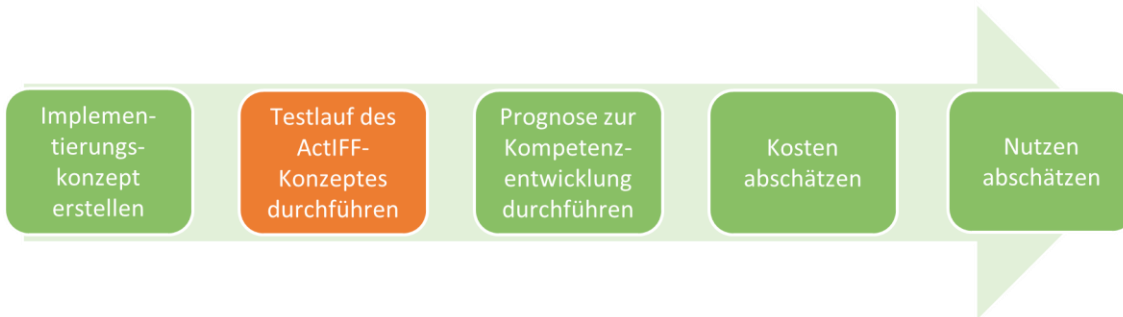 Implemen-
tierungs-
konzept
erstellen
Testlauf des
ActIFF-
Konzeptes
durchführen
Prognose zur
Kompetenz-
entwicklung
durchführen
Kosten
abschätzen
Nutzen
abschätzen